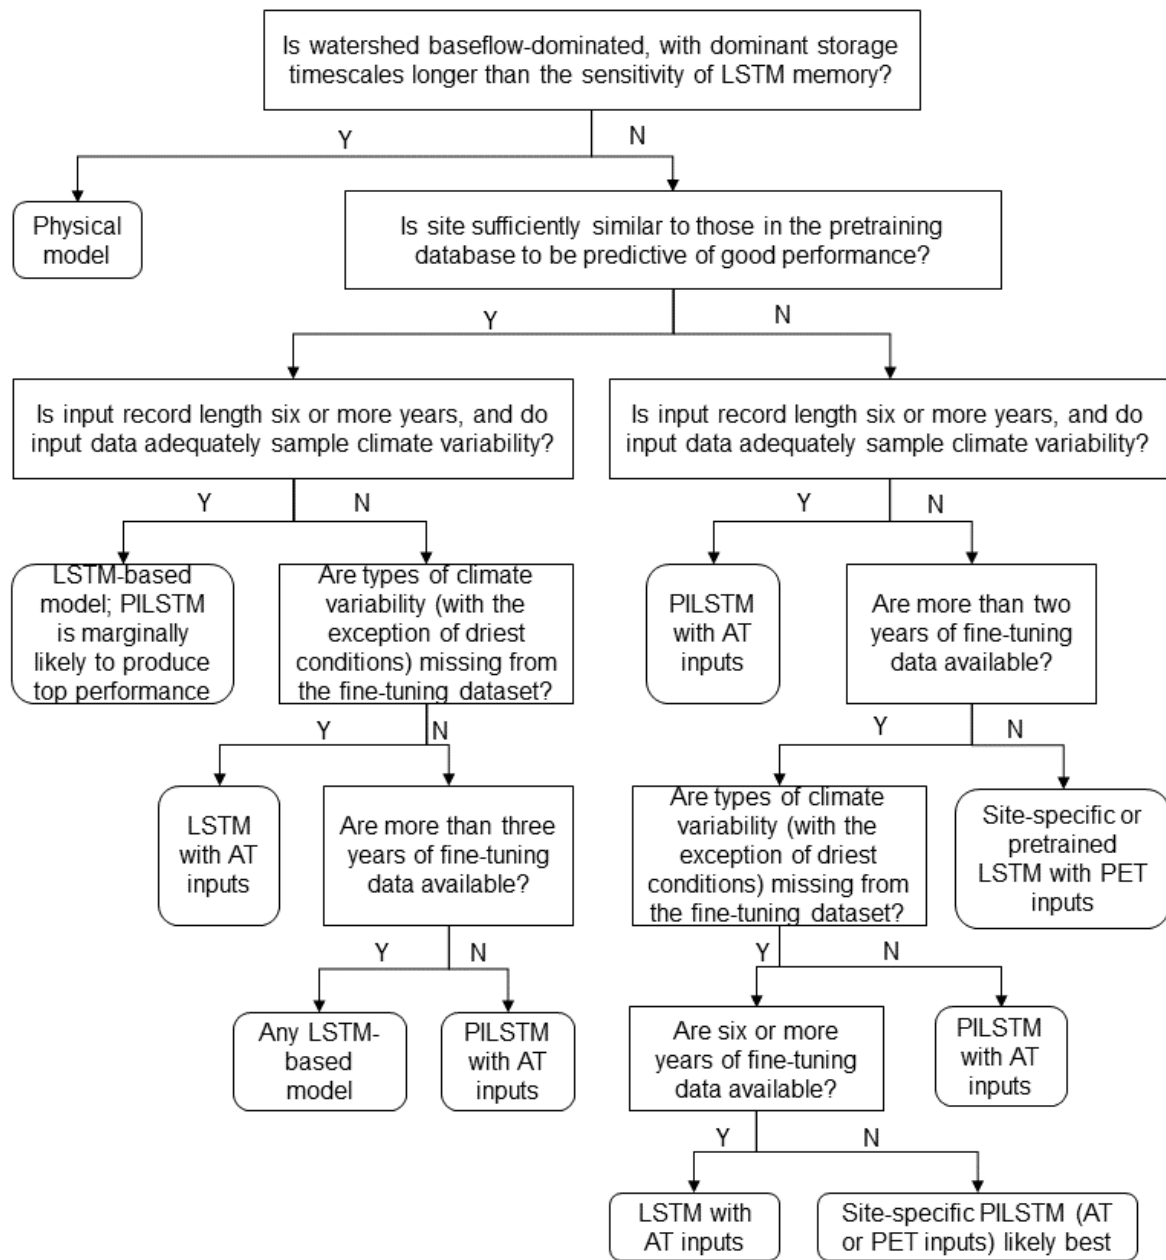 Is watershed baseflow-dominated, with dominant storage
timescales longer than the sensitivity of LSTM memory?
Y
N
Physical
model
Is site sufficiently similar to those in the pretraining
database to be predictive of good performance?
Y
N
Is input record length six or more years, and do
input data adequately sample climate variability?
Is input record length six or more years, and do
input data adequately sample climate variability?
Y
N
Y
N
LSTM-based
model; PILSTM
is marginally
likely to produce
top performance
Are types of climate
variability (with the
exception of driest
conditions) missing from
the fine-tuning dataset?
PILSTM
with AT
inputs
Are more than two
years of fine-tuning
data available?
Y
N
Y
N
LSTM
with AT
inputs
Are more than three
years of fine-tuning
data available?
Are types of climate
variability (with the
exception of driest
conditions) missing from
the fine-tuning dataset?
Site-specific or
pretrained
LSTM with PET
inputs
Y
N
Y
N
Any LSTM-
based model
PILSTM
with AT
inputs
Are six or more
years of fine-tuning
data available?
PILSTM
with AT
inputs
Y
N
LSTM with
AT inputs
Site-specific PILSTM (AT
or PET inputs) likely best